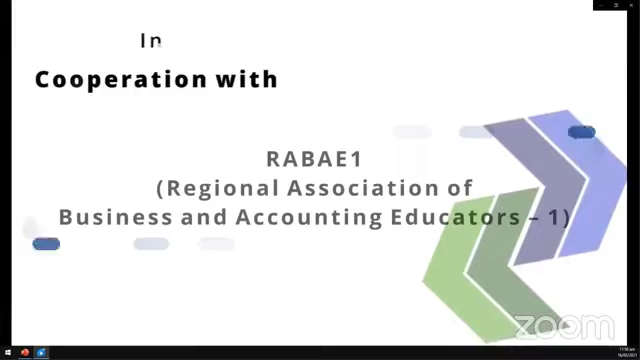 In
Cooperation with
RABAE1
(Regional Association of
Business and Accounting Educators – 1)
zoom